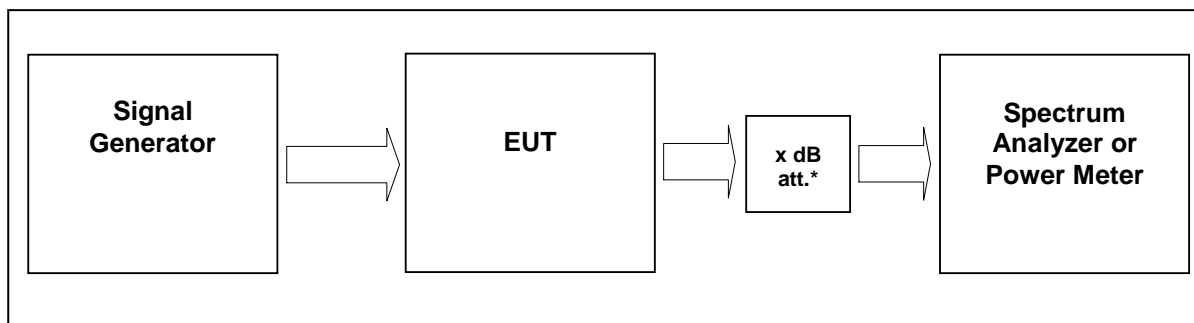 Signal
Generator
EUT
x dB
att.*
Spectrum
Analyzer or
Power Meter